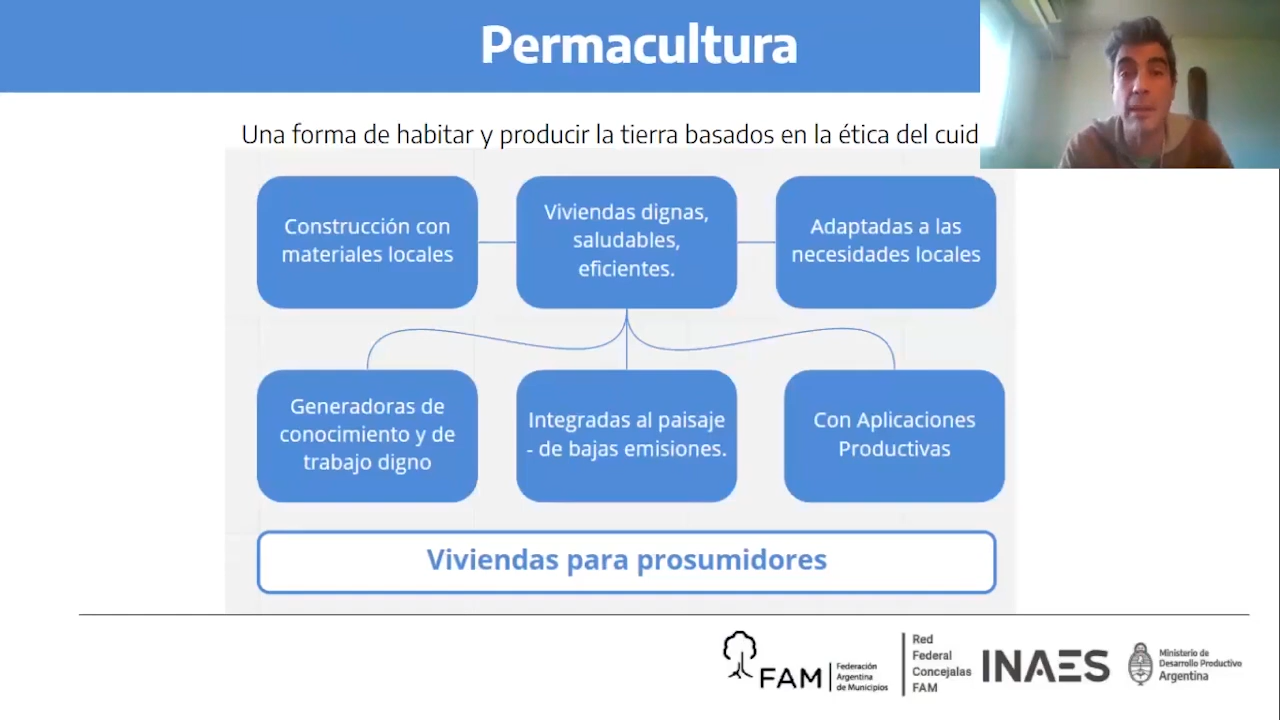 Permacultura
Una forma de habitar y producir la tierra basados en la ética del
Construcción con
materiales locales
Viviendas dignas,
saludables,
eficientes.
Adaptadas a las
necesidades locales
Generadoras de
conocimiento y de
trabajo digno
Integradas al paisaje
- de bajas emisiones.
Con Aplicaciones
Productivas
Viviendas para prosumidores
FAM
Federación
Argentina
de Municipios
Red
Federal
Concejalas
FAM
INAES
Ministerio de
Desarrollo Productivo
Argentina